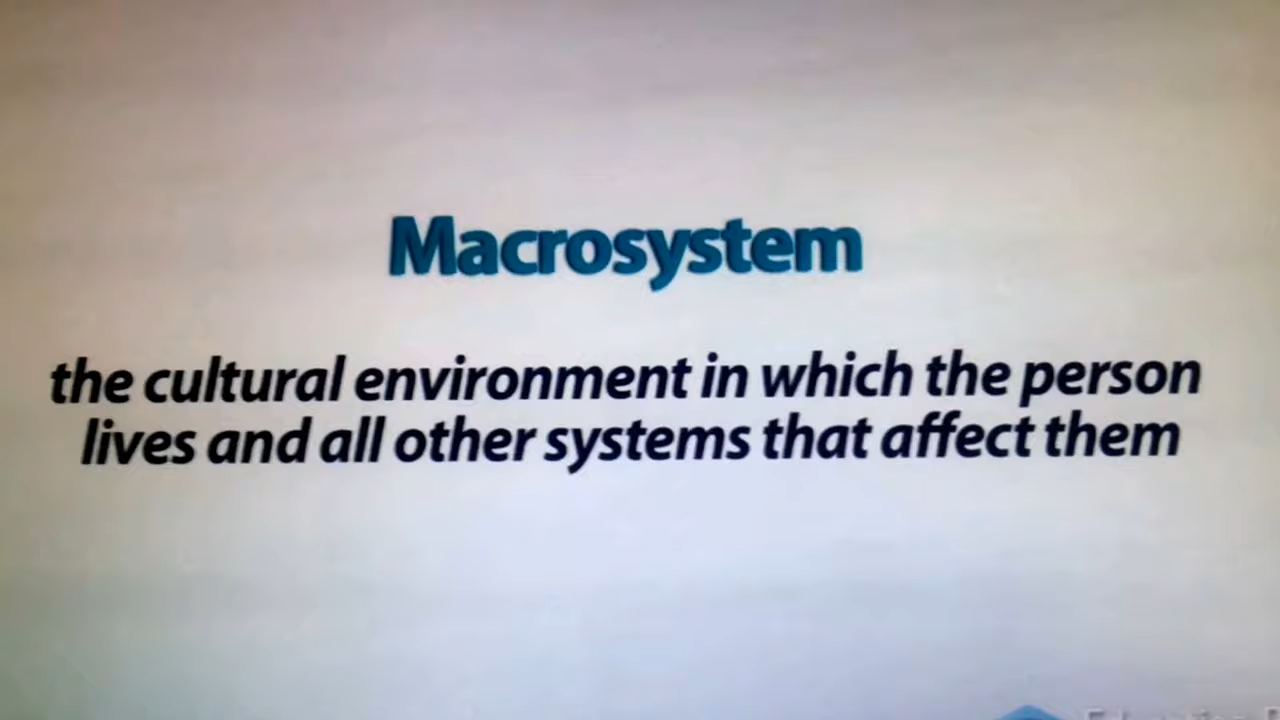 Macrosystem
the cultural environment in which the person
lives and all other systems that affect them